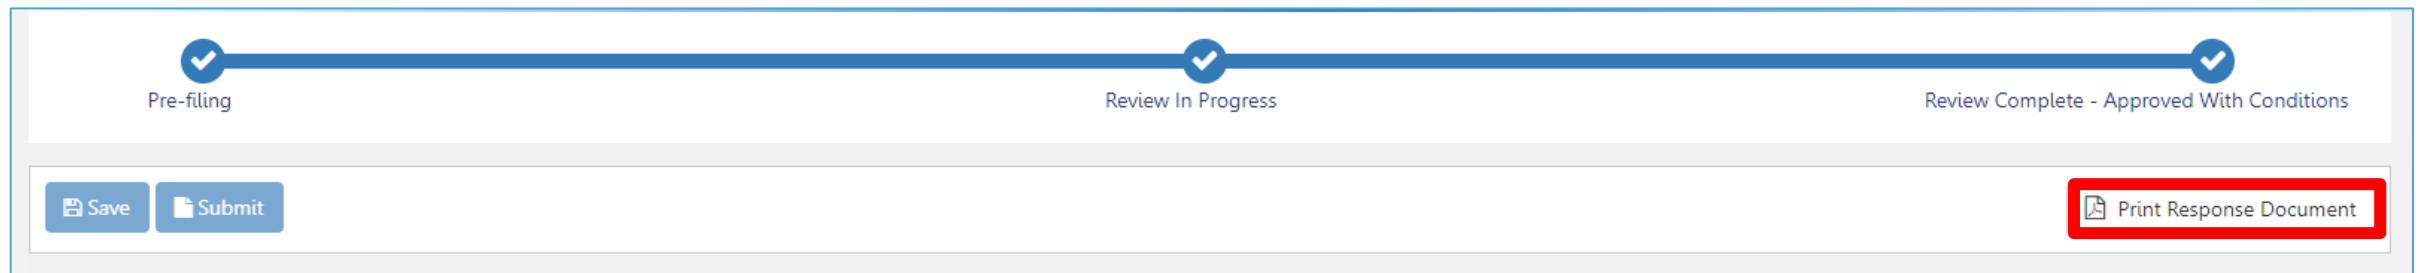 Pre-filing
Review In Progress
Review Complete - Approved With Conditions
Save
Submit
Print Response Document